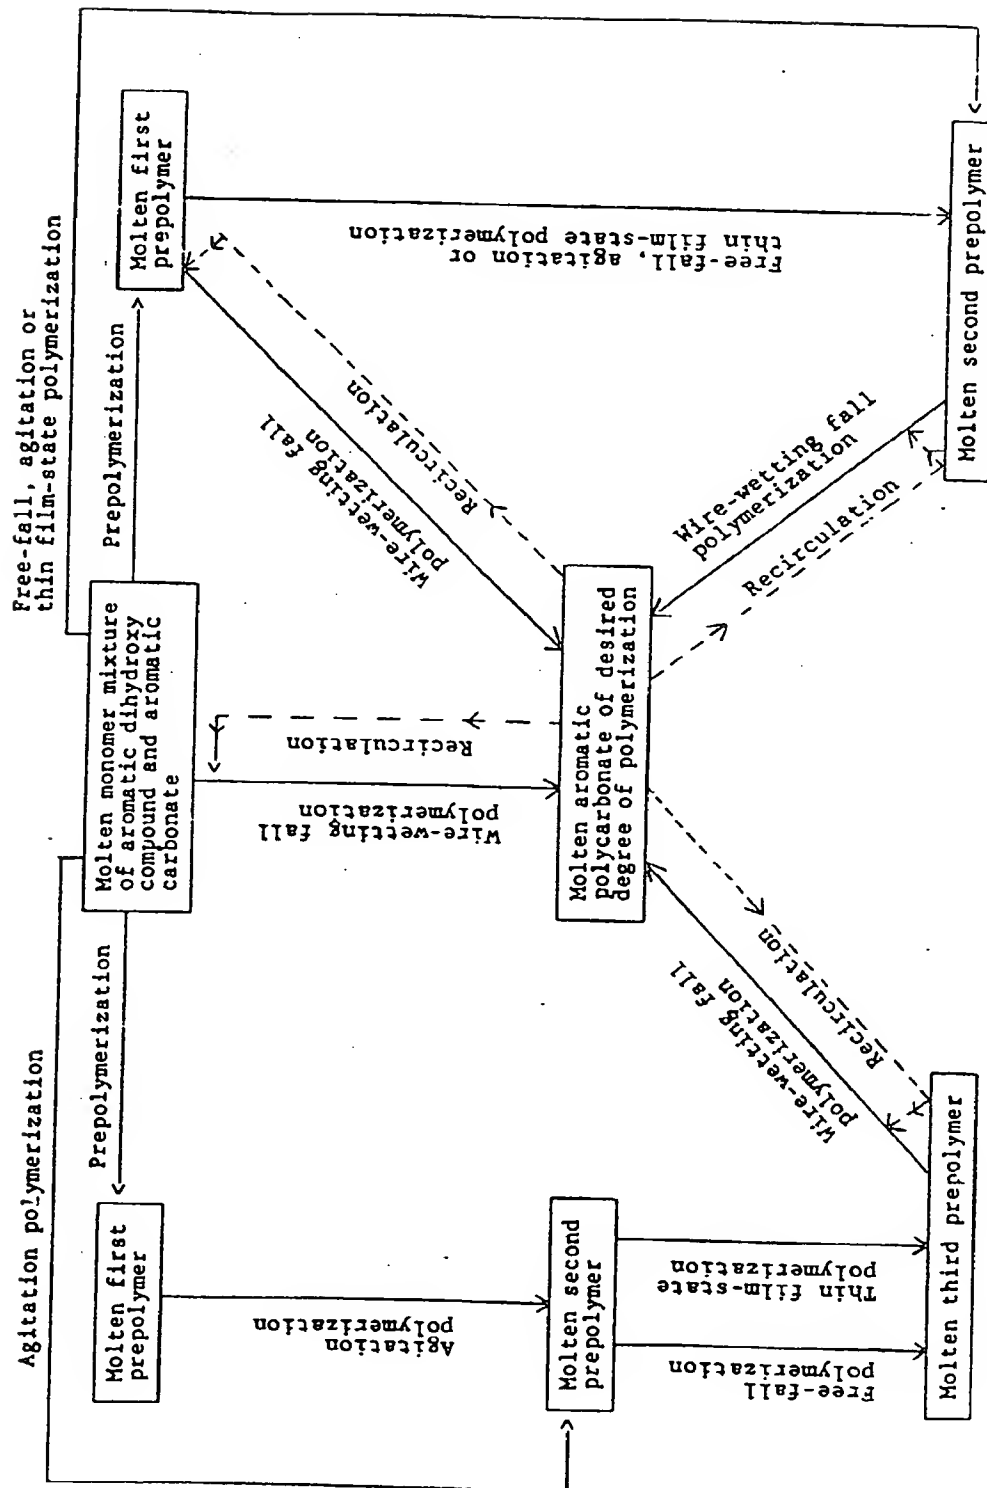 Agitation polymerization
Free-fall, agitation or
thin film-state polymerization
Molten first
prepolymer
Prepolymerization
Molten monomer mixture
of aromatic dihydroxy
compound and aromatic
carbonate
Prepolymerization
Molten first
prepolymer
Agitation
polymerization
Wire-wetting fall
polymerization
Recirculation
Wire-wetting fall
polymerization
Recirculation
Free-fall, agitation or
thin film-state polymerization
Molten second
prepolymer
Molten aromatic
polycarbonate of desired
degree of polymerization
Free-fall
polymerization
Thin film-state
polymerization
Wire-wetting fall
polymerization
Recirculation
Wire-wetting fall
polymerization
Recirculation
Molten third prepolymer
Molten second prepolymer